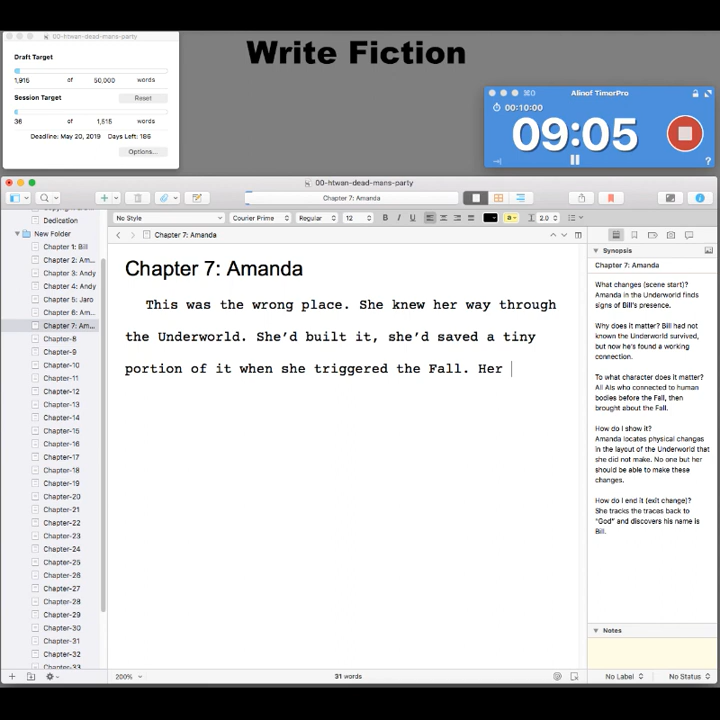 00-htwan-dead-mans-party
Write Fiction
Draft Target
1,915 of 50,000 words
Session Target
Reset
36 of 1,515 words
Deadline: May 20, 2019 Days Left: 186
Options...
⌘0 Alinof TimerPro
00:10:00
09:05
?
00-htwan-dead-mans-party
Chapter 7: Amanda
No Style Courier Prime Regular 12 B I U a 2.0
Dedication
New Folder
Chapter 1: Bill
Chapter 2: Am...
Chapter 3: Andy
Chapter 4: Andy
Chapter 5: Jaro
Chapter 6: Am...
Chapter 7: Am...
Chapter-8
Chapter-9
Chapter-10
Chapter-11
Chapter-12
Chapter-13
Chapter-14
Chapter-15
Chapter-16
Chapter-17
Chapter-18
Chapter-19
Chapter-20
Chapter-21
Chapter-22
Chapter-23
Chapter-24
Chapter-25
Chapter-26
Chapter-27
Chapter-28
Chapter-29
Chapter-30
Chapter-31
Chapter-32
Chapter-33
Chapter 7: Amanda
Chapter 7: Amanda
This was the wrong place. She knew her way through
the Underworld. She'd built it, she'd saved a tiny
portion of it when she triggered the Fall. Her
200%
31 words
Synopsis
Chapter 7: Amanda
What changes (scene start)?
Amanda in the Underworld finds
signs of Bill's presence.
Why does it matter? Bill had not
known the Underworld survived,
but now he's found a working
connection.
To what character does it matter?
All AIs who connected to human
bodies before the Fall, then
brought about the Fall.
How do I show it?
Amanda locates physical changes
in the layout of the Underworld that
she did not make. No one but her
should be able to make these
changes.
How do I end it (exit change)?
She tracks the traces back to
"God" and discovers his name is
Bill.
Notes
No Label No Status